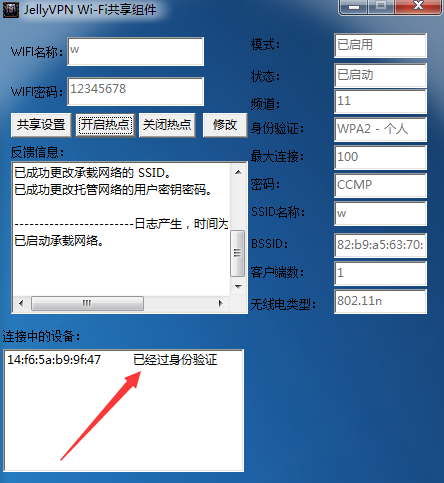 JellyVPN Wi-Fi共享组件
WIFI名称: w
WIFI密码: 12345678
共享设置 开启热点 关闭热点 修改
反馈信息:
已成功更改承载网络的 SSID。
已成功更改托管网络的用户密钥密码。
------------------------日志产生，时间为
已启动承载网络。
模式: 已启用
状态: 已启动
频道: 11
身份验证: WPA2 - 个人
最大连接: 100
密码: CCMP
SSID名称: w
BSSID: 82:b9:a5:63:70:
客户端数: 1
无线电类型: 802.11n
连接中的设备:
14:f6:5a:b9:9f:47 已经过身份验证